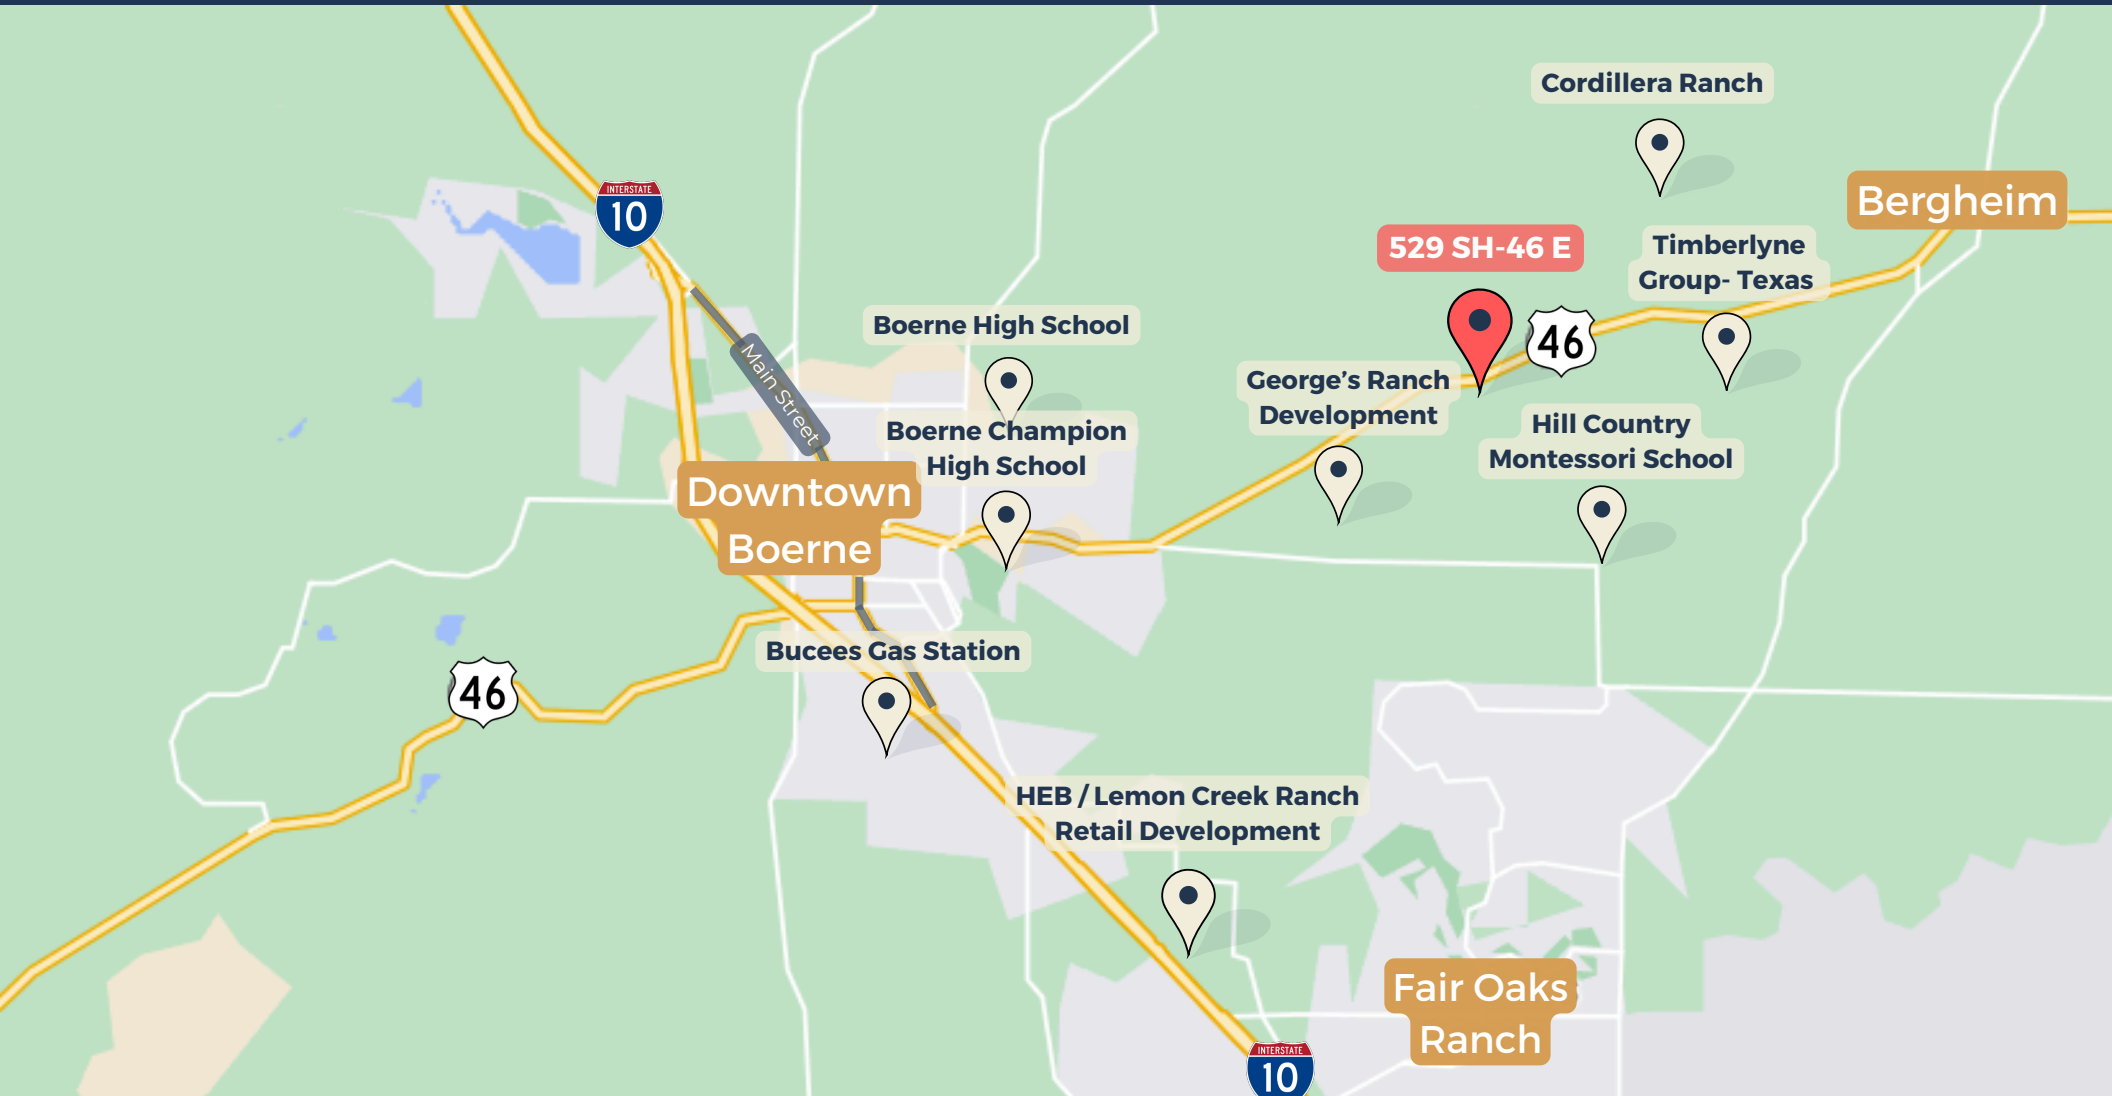 Cordillera Ranch
Bergheim
INTERSTATE
10
529 SH-46 E
Timberlyne
Group- Texas
46
Boerne High School
Main Street
George’s Ranch
Development
Boerne Champion
High School
Hill Country
Montessori School
Downtown
Boerne
Bucees Gas Station
46
HEB / Lemon Creek Ranch
Retail Development
Fair Oaks
Ranch
INTERSTATE
10